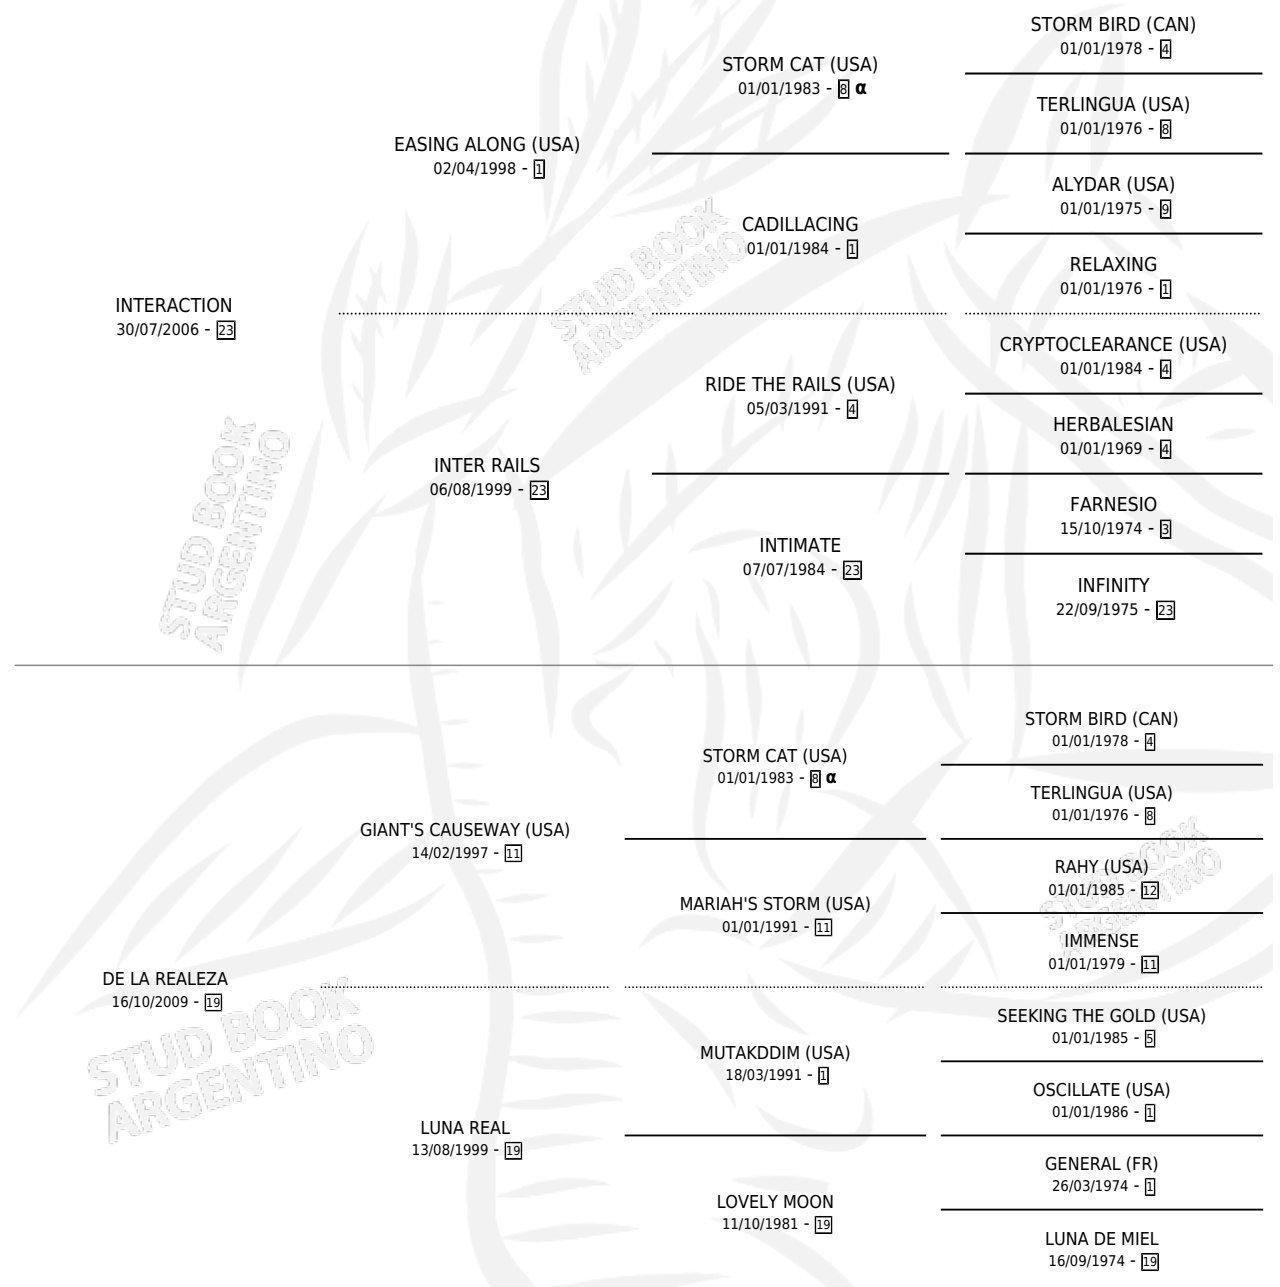 STORM BIRD (CAN)
01/01/1978 - 4
STORM CAT (USA)
01/01/1983 - 8 α
TERLINGUA (USA)
01/01/1976 - 8
EASING ALONG (USA)
02/04/1998 - 1
ALYDAR (USA)
01/01/1975 - 9
CADILLACING
01/01/1984 - 1
RELAXING
01/01/1976 - 1
INTERACTION
30/07/2006 - 23
CRYPTOCLEARANCE (USA)
01/01/1984 - 4
RIDE THE RAILS (USA)
05/03/1991 - 4
HERBALESIAN
01/01/1969 - 4
INTER RAILS
06/08/1999 - 23
FARNESIO
15/10/1974 - 3
INTIMATE
07/07/1984 - 23
INFINITY
22/09/1975 - 23
STUD BOOK
ARGENTINO
STUD BOOK
ARGENTINO
STORM BIRD (CAN)
01/01/1978 - 4
STORM CAT (USA)
01/01/1983 - 8 α
TERLINGUA (USA)
01/01/1976 - 8
GIANT'S CAUSEWAY (USA)
14/02/1997 - 11
RAHY (USA)
01/01/1985 - 12
MARIAH'S STORM (USA)
01/01/1991 - 11
IMMENSE
01/01/1979 - 11
DE LA REALEZA
16/10/2009 - 19
SEEKING THE GOLD (USA)
01/01/1985 - 5
MUTAKDDIM (USA)
18/03/1991 - 1
OSCILLATE (USA)
01/01/1986 - 1
LUNA REAL
13/08/1999 - 19
GENERAL (FR)
26/03/1974 - 1
LOVELY MOON
11/10/1981 - 19
LUNA DE MIEL
16/09/1974 - 19
STUD BOOK
ARGENTINO
STUD BOOK
ARGENTINO